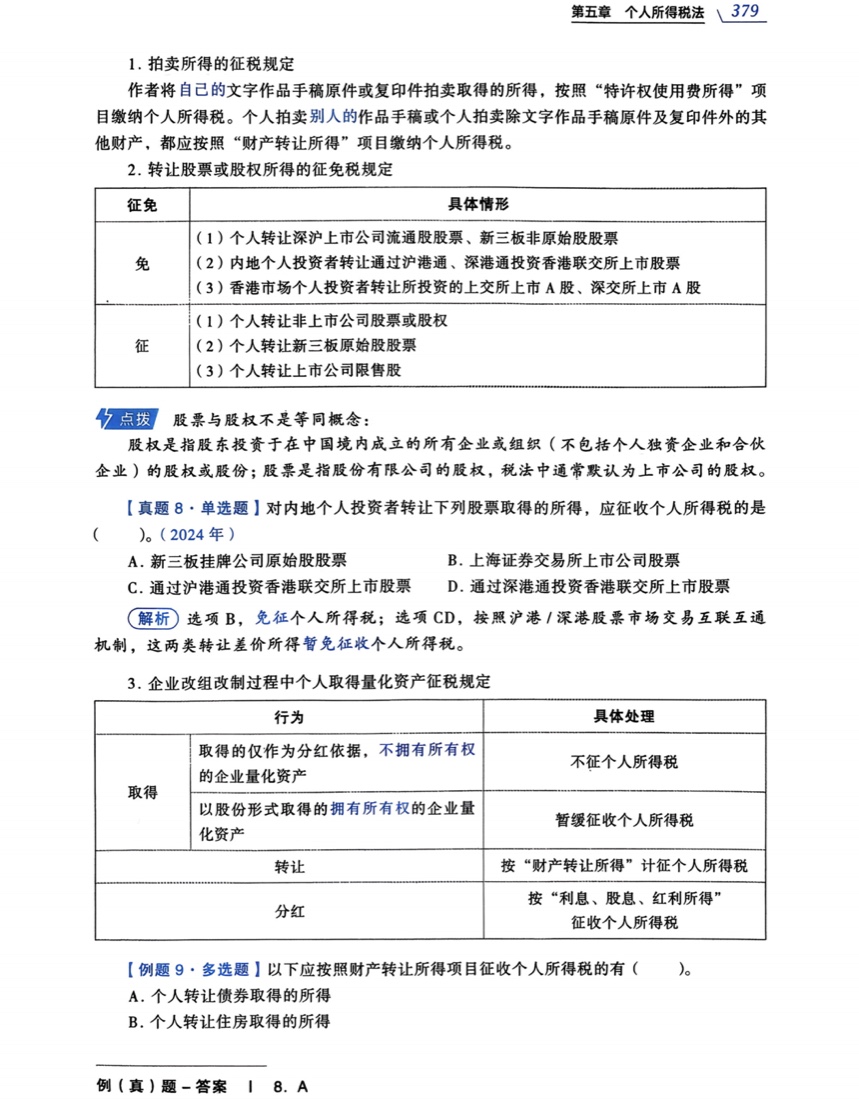 第五章 个人所得税法 379
1. 拍卖所得的征税规定
作者将自己的文字作品手稿原件或复印件拍卖取得的所得，按照“特许权使用费所得”项
目缴纳个人所得税。个人拍卖别人的作品手稿或个人拍卖除文字作品手稿原件及复印件外的其
他财产，都应按照“财产转让所得”项目缴纳个人所得税。
2. 转让股票或股权所得的征免税规定
征免 具体情形
免
（1）个人转让深沪上市公司流通股股票、新三板非原始股股票
（2）内地个人投资者转让通过沪港通、深港通投资香港联交所上市股票
（3）香港市场个人投资者转让所投资的上交所上市 A 股、深交所上市 A 股
征
（1）个人转让非上市公司股票或股权
（2）个人转让新三板原始股股票
（3）个人转让上市公司限售股
点拨 股票与股权不是等同概念：
股权是指股东投资于在中国境内成立的所有企业或组织（不包括个人独资企业和合伙
企业）的股权或股份；股票是指股份有限公司的股权，税法中通常默认为上市公司的股权。
【真题 8·单选题】对内地个人投资者转让下列股票取得的所得，应征收个人所得税的是
（ ）。（2024 年）
A. 新三板挂牌公司原始股股票 B. 上海证券交易所上市公司股票
C. 通过沪港通投资香港联交所上市股票 D. 通过深港通投资香港联交所上市股票
解析 选项 B，免征个人所得税；选项 CD，按照沪港 / 深港股票市场交易互联互通
机制，这两类转让差价所得暂免征收个人所得税。
3. 企业改组改制过程中个人取得量化资产征税规定
行为 具体处理
取得
取得的仅作为分红依据，不拥有所有权
的企业量化资产
不征个人所得税
以股份形式取得的拥有所有权的企业量
化资产
暂缓征收个人所得税
转让 按“财产转让所得”计征个人所得税
分红
按“利息、股息、红利所得”
征收个人所得税
【例题 9·多选题】以下应按照财产转让所得项目征收个人所得税的有（ ）。
A. 个人转让债券取得的所得
B. 个人转让住房取得的所得
例（真）题－答案 | 8. A